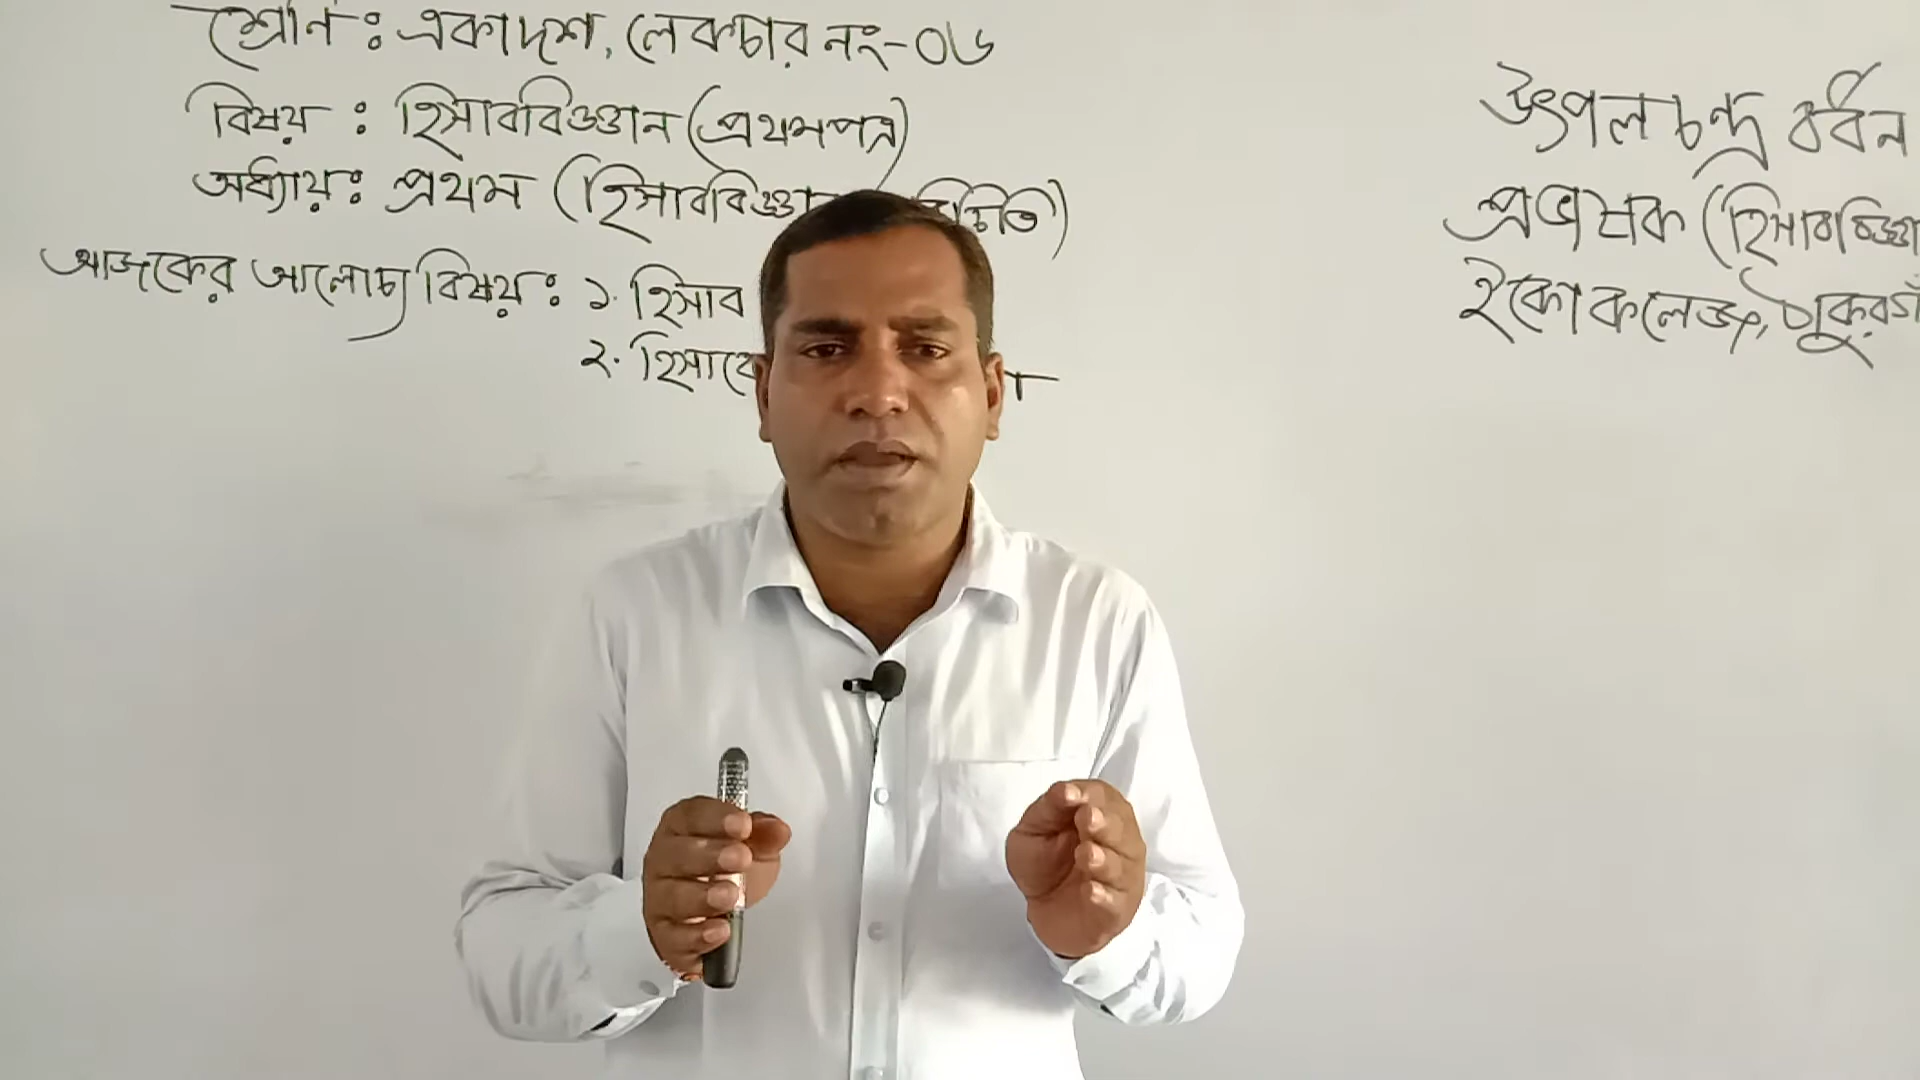 শ্রেণি : একাদশ, লেকচার নং-০৬
বিষয় : হিসাববিজ্ঞান (প্রথমপত্র)
অধ্যায়ঃ প্রথম (হিসাববিজ্ঞান
আজকের আলোচ্য বিষয় : ১. হিসাব
২.
উৎপল চন্দ্র বর্মন
প্রভাষক (হিসাববিজ্ঞা
ইকো কলেজ, ঠাকুরগাঁ